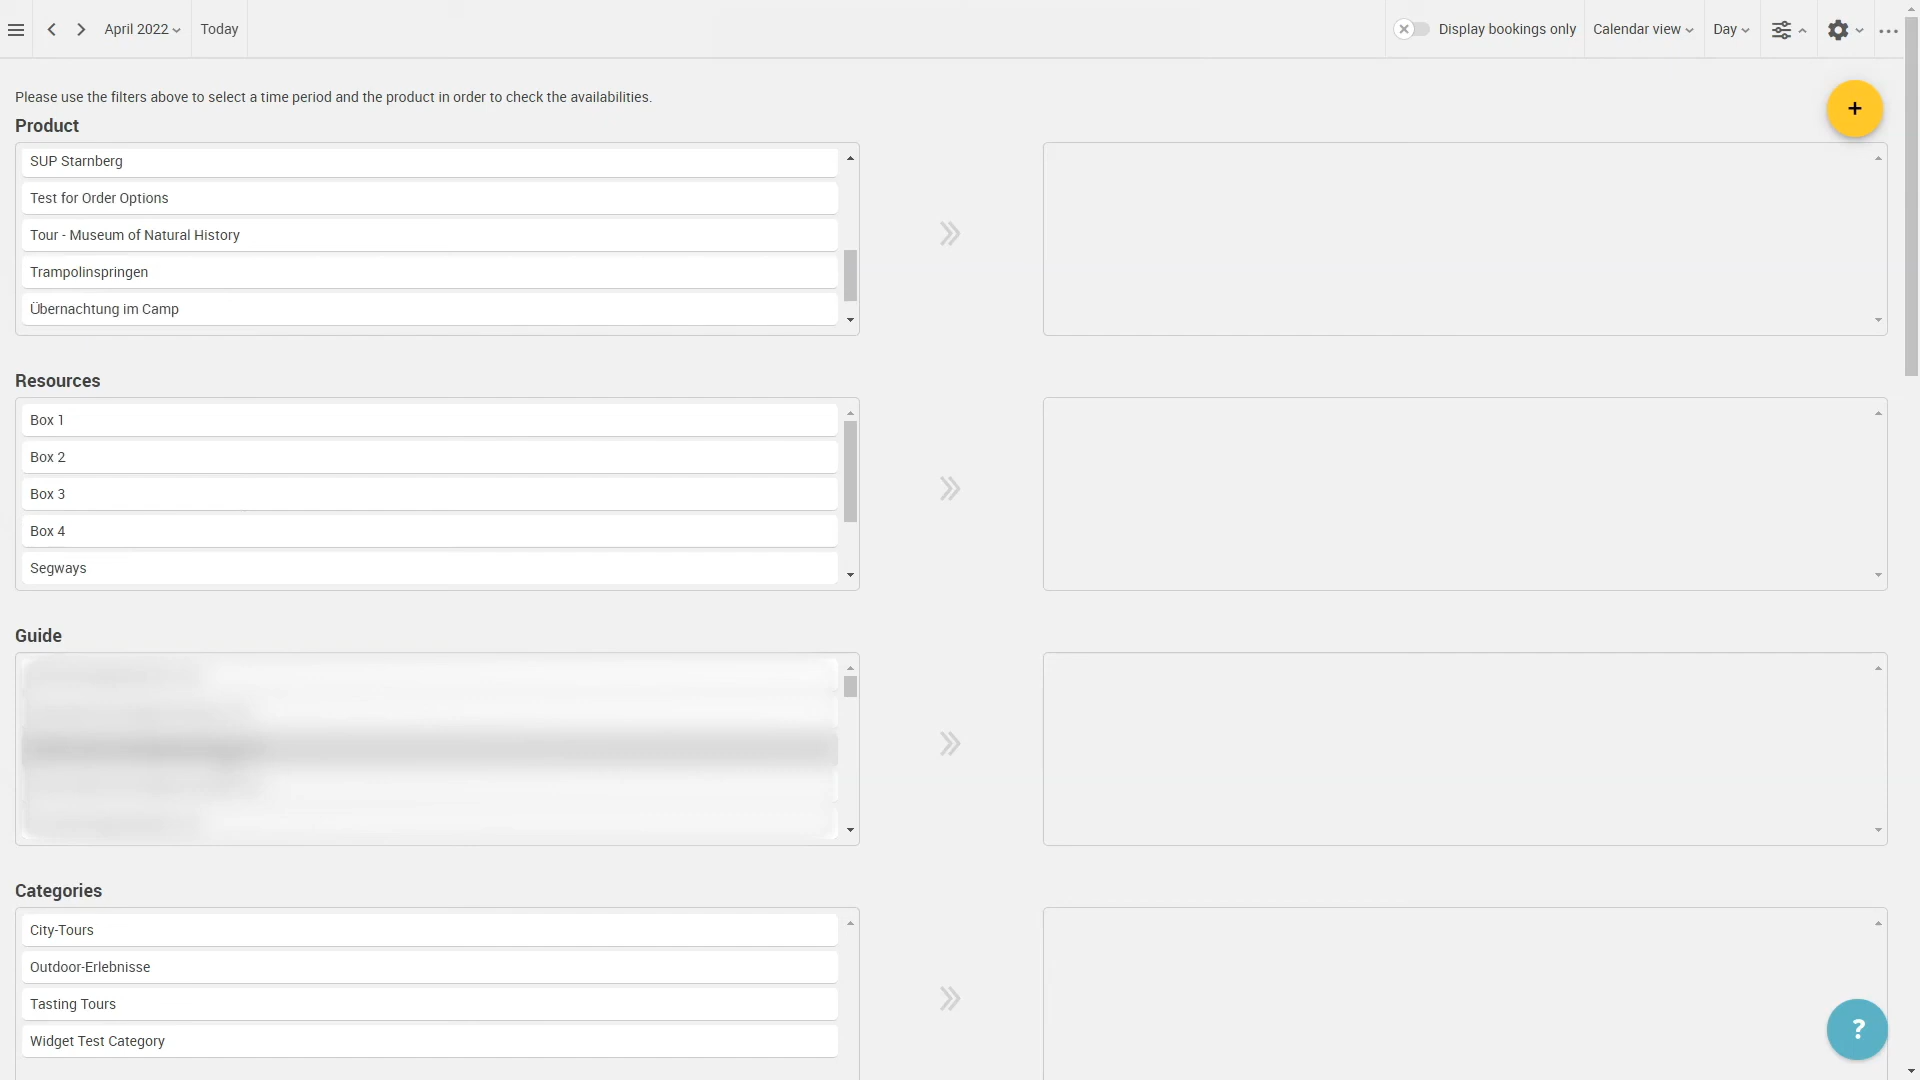 April 2022
Today
Display bookings only
Calendar view
Day
Please use the filters above to select a time period and the product in order to check the availabilities.
+
Product
SUP Starnberg
Test for Order Options
Tour - Museum of Natural History
Trampolinspringen
Übernachtung im Camp
Resources
Box 1
Box 2
Box 3
Box 4
Segways
Guide
Categories
City-Tours
Outdoor-Erlebnisse
Tasting Tours
Widget Test Category
?